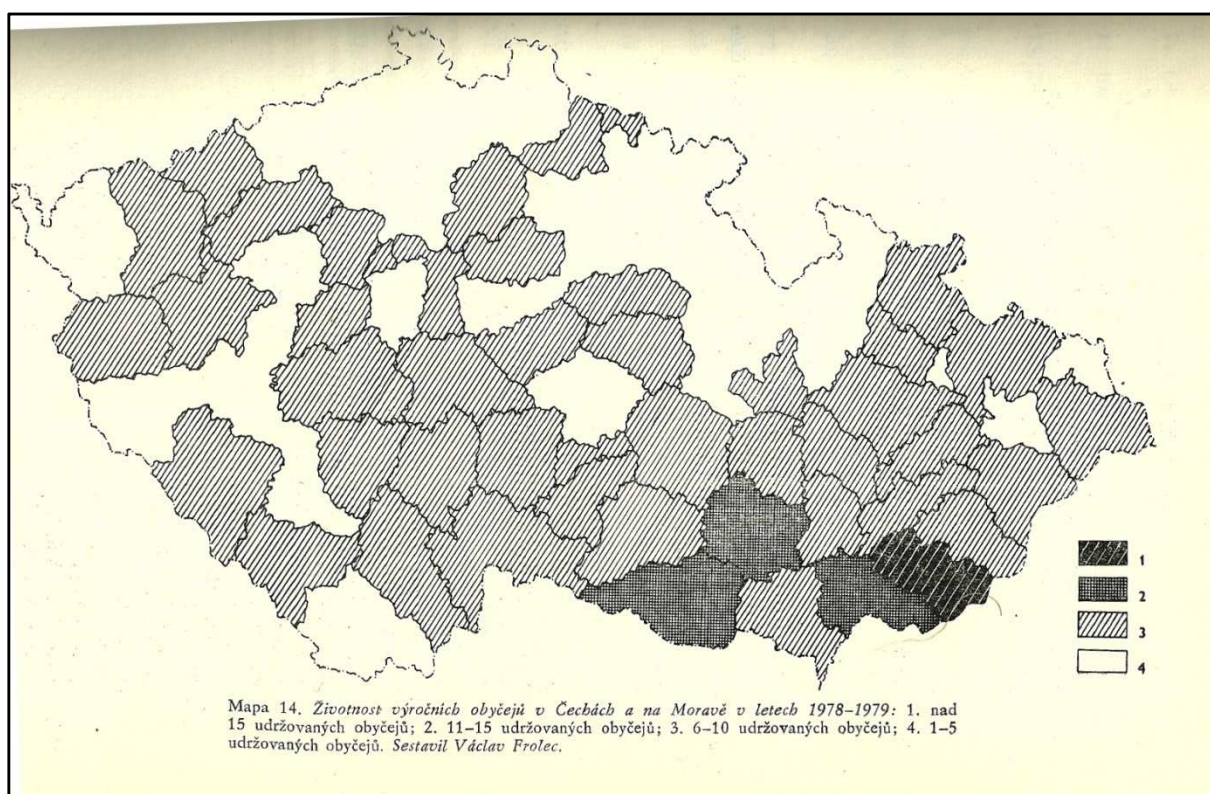 1
2
3
4
Mapa 14. Životnost výročních obyčejů v Čechách a na Moravě v letech 1978–1979: 1. nad
15 udržovaných obyčejů; 2. 11–15 udržovaných obyčejů; 3. 6–10 udržovaných obyčejů; 4. 1–5
udržovaných obyčejů. Sestavil Václav Frolec.